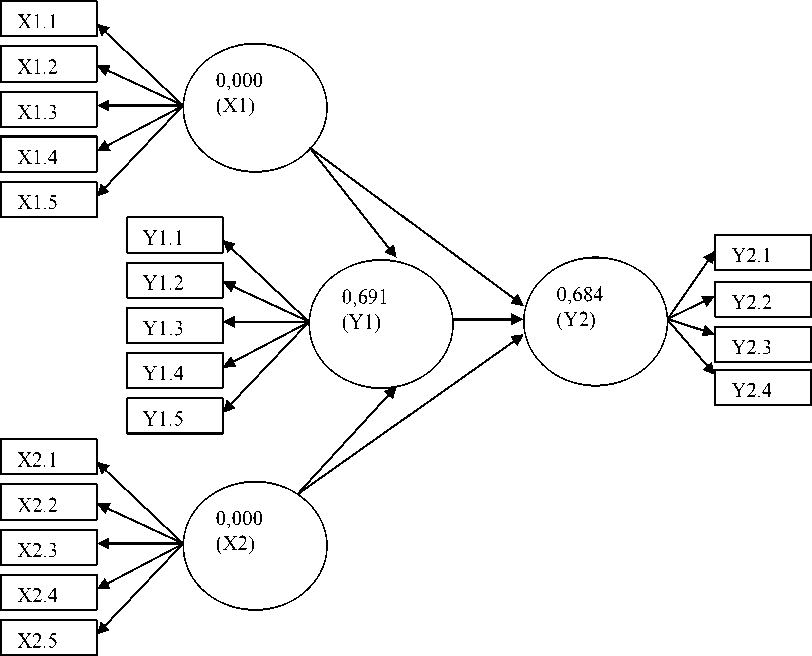 X1.1
X1.2
X1.3
X1.4
X1.5
0,000
(X1)
Y1.1
Y1.2
Y1.3
Y1.4
Y1.5
0,691
(Y1)
0,684
(Y2)
Y2.1
Y2.2
Y2.3
Y2.4
X2.1
X2.2
X2.3
X2.4
X2.5
0,000
(X2)